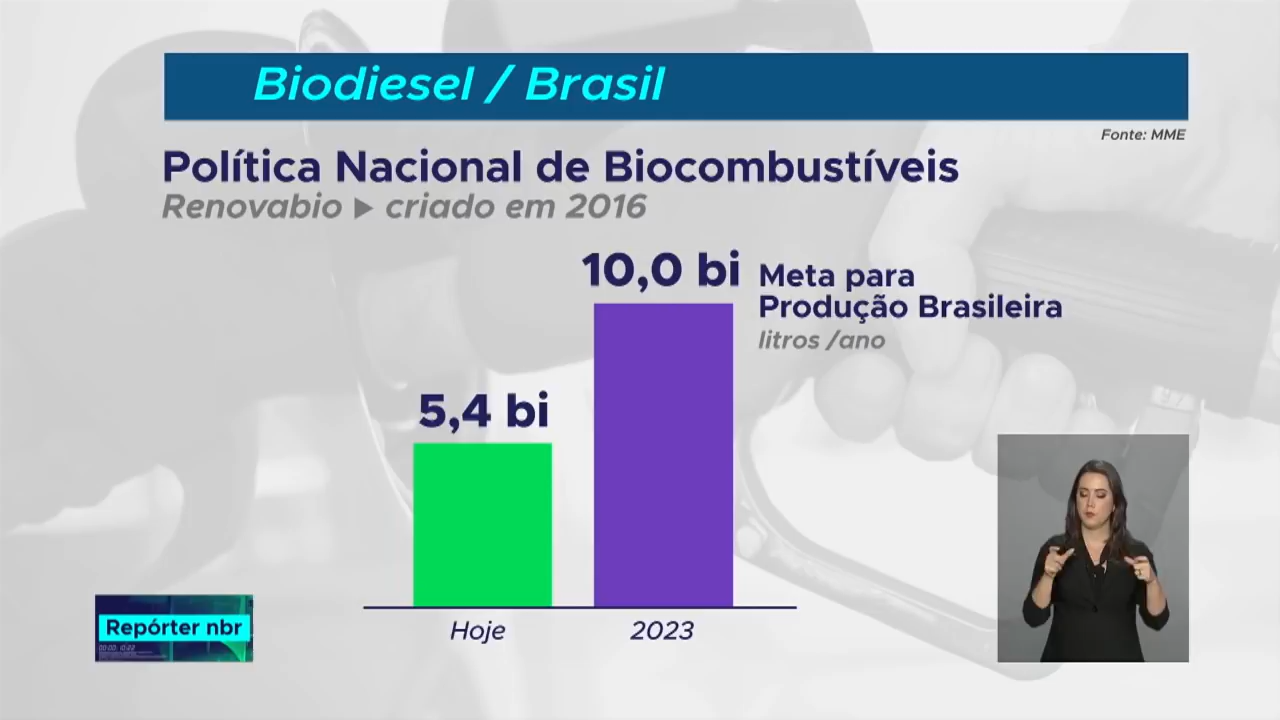 Biodiesel / Brasil
Fonte: MME
Política Nacional de Biocombustíveis
Renovabio ▶ criado em 2016
10,0 bi
Meta para
Produção Brasileira
litros /ano
5,4 bi
Hoje
2023
Repórter nbr